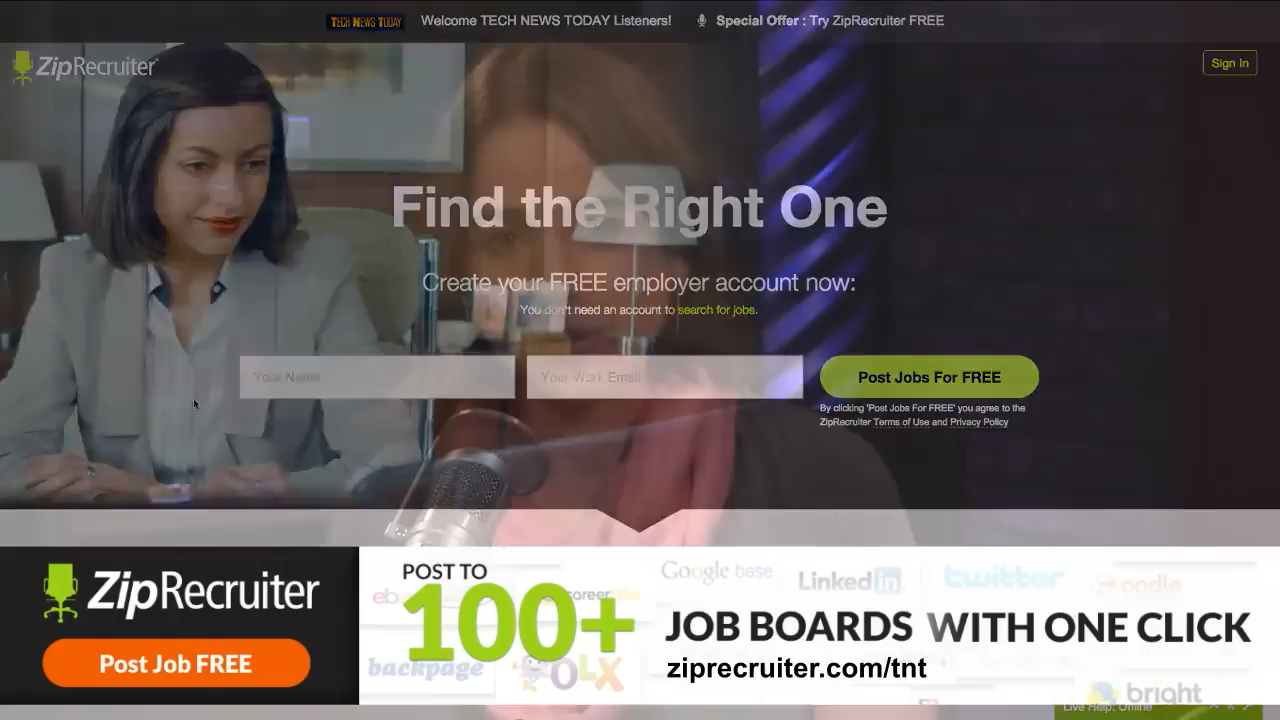 TECH NEWS TODAY Welcome TECH NEWS TODAY Listeners! Special Offer : Try ZipRecruiter FREE
ZipRecruiter
Sign In
Find the Right One
Create your FREE employer account now:
You don't need an account to search for jobs.
Your Name
Your Work Email
Post Jobs For FREE
By clicking 'Post Jobs For FREE' you agree to the
ZipRecruiter Terms of Use and Privacy Policy
ZipRecruiter
Post Job FREE
POST TO
100+
JOB BOARDS WITH ONE CLICK
ziprecruiter.com/tnt
Google base
LinkedIn
twitter
oodle
eb
career
backpage
OLX
bright
Live Help: Online